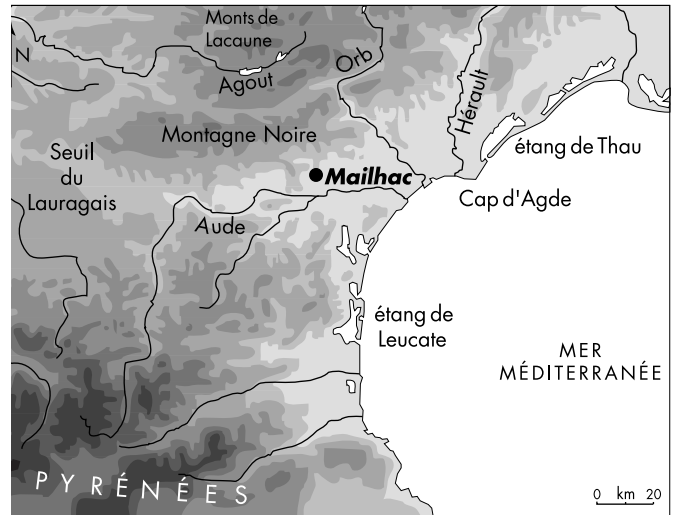 Monts de
Lacaune
N
Agout
Orb
Hérault
Montagne Noire
étang de Thau
Seuil
du
Lauragais
Mailhac
Cap d'Agde
Aude
étang de
Leucate
MER
MÉDITERRANÉE
PYRÉNÉES
0 km 20